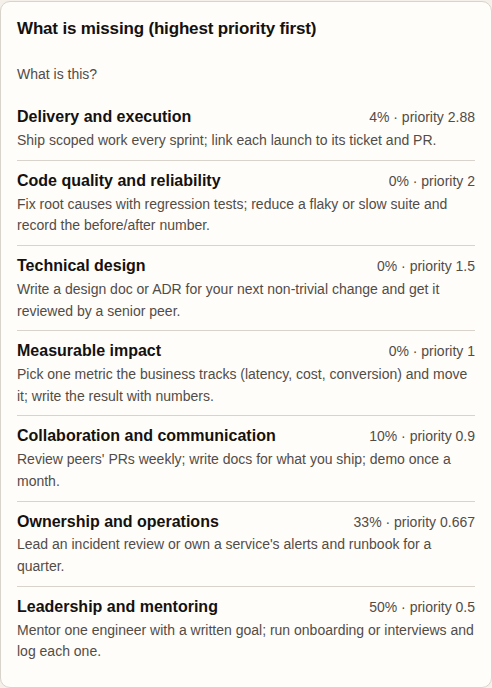 What is missing (highest priority first)
What is this?
Delivery and execution 4% · priority 2.88
Ship scoped work every sprint; link each launch to its ticket and PR.
Code quality and reliability 0% · priority 2
Fix root causes with regression tests; reduce a flaky or slow suite and
record the before/after number.
Technical design 0% · priority 1.5
Write a design doc or ADR for your next non-trivial change and get it
reviewed by a senior peer.
Measurable impact 0% · priority 1
Pick one metric the business tracks (latency, cost, conversion) and move
it; write the result with numbers.
Collaboration and communication 10% · priority 0.9
Review peers' PRs weekly; write docs for what you ship; demo once a
month.
Ownership and operations 33% · priority 0.667
Lead an incident review or own a service's alerts and runbook for a
quarter.
Leadership and mentoring 50% · priority 0.5
Mentor one engineer with a written goal; run onboarding or interviews and
log each one.